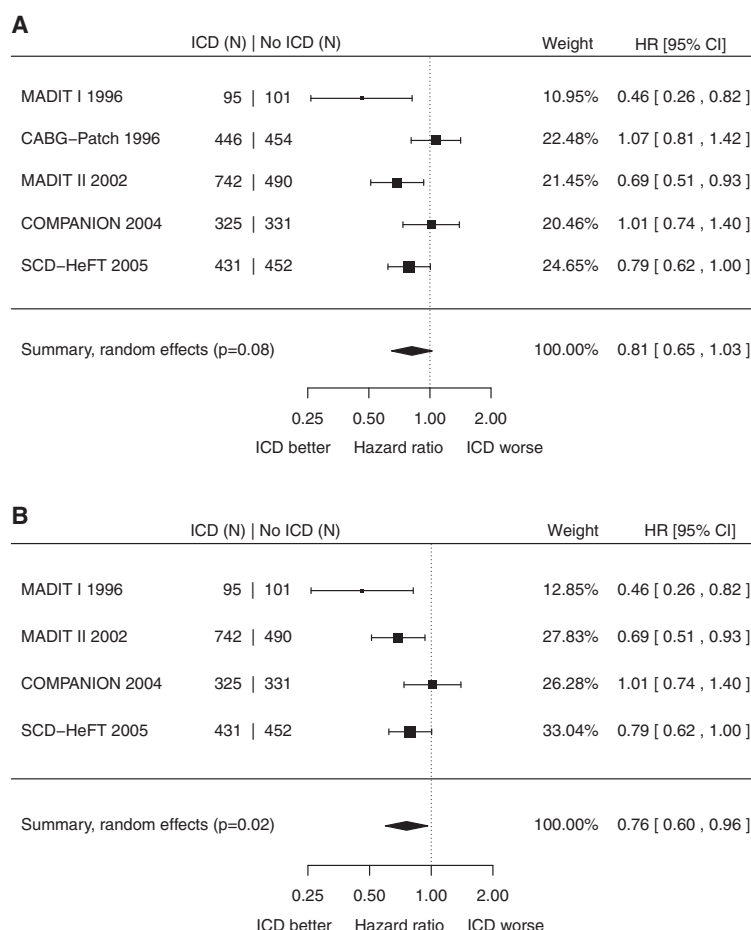 A
ICD (N) | No ICD (N) Weight HR [95% CI]
MADIT I 1996 95 | 101 10.95% 0.46 [ 0.26 , 0.82 ]
CABG−Patch 1996 446 | 454 22.48% 1.07 [ 0.81 , 1.42 ]
MADIT II 2002 742 | 490 21.45% 0.69 [ 0.51 , 0.93 ]
COMPANION 2004 325 | 331 20.46% 1.01 [ 0.74 , 1.40 ]
SCD−HeFT 2005 431 | 452 24.65% 0.79 [ 0.62 , 1.00 ]
Summary, random effects (p=0.08) 100.00% 0.81 [ 0.65 , 1.03 ]
0.25 0.50 1.00 2.00
ICD better Hazard ratio ICD worse
B
ICD (N) | No ICD (N) Weight HR [95% CI]
MADIT I 1996 95 | 101 12.85% 0.46 [ 0.26 , 0.82 ]
MADIT II 2002 742 | 490 27.83% 0.69 [ 0.51 , 0.93 ]
COMPANION 2004 325 | 331 26.28% 1.01 [ 0.74 , 1.40 ]
SCD−HeFT 2005 431 | 452 33.04% 0.79 [ 0.62 , 1.00 ]
Summary, random effects (p=0.02) 100.00% 0.76 [ 0.60 , 0.96 ]
0.25 0.50 1.00 2.00
ICD better Hazard ratio ICD worse